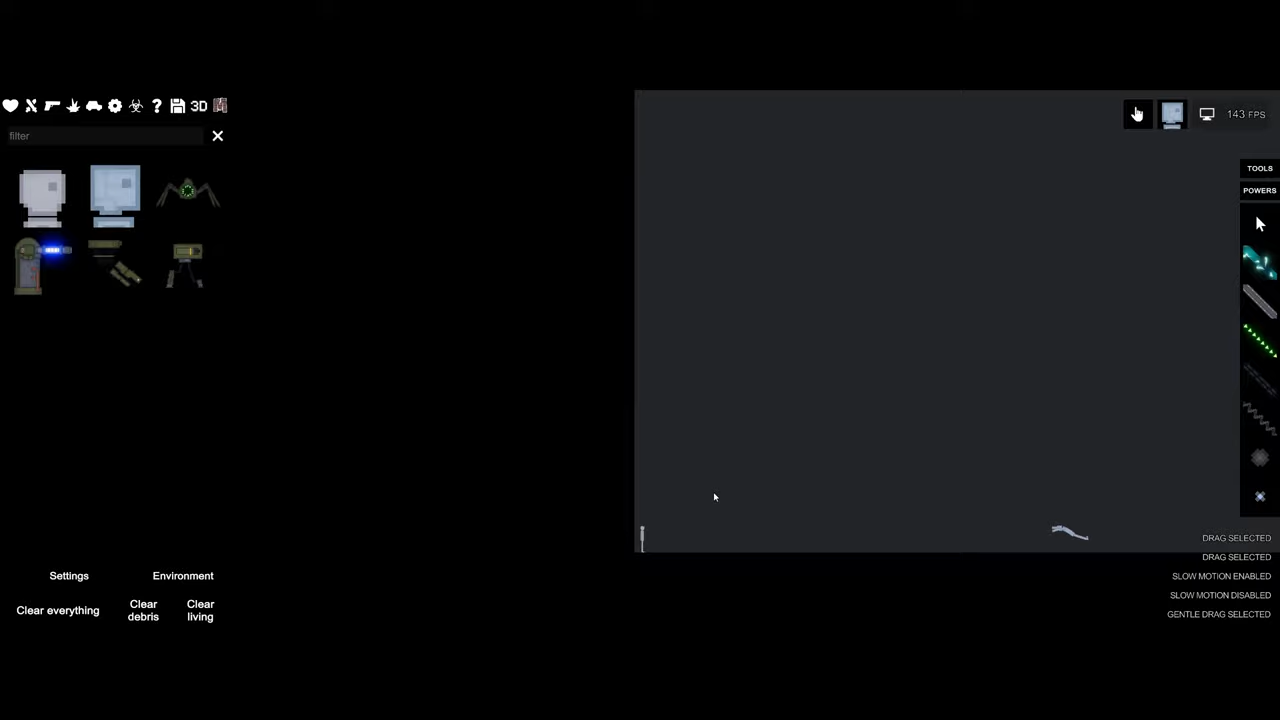 ? 3D
filter
143 FPS
TOOLS
POWERS
DRAG SELECTED
DRAG SELECTED
SLOW MOTION ENABLED
SLOW MOTION DISABLED
GENTLE DRAG SELECTED
Settings
Environment
Clear everything
Clear
debris
Clear
living